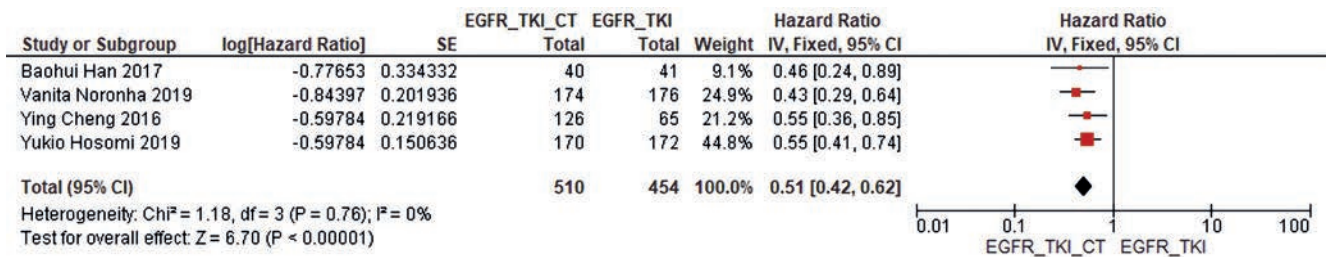 EGFR_TKI_CT EGFR_TKI Hazard Ratio Hazard Ratio
Study or Subgroup log[Hazard Ratio] SE Total Total Weight IV, Fixed, 95% CI IV, Fixed, 95% CI
Baohui Han 2017 -0.77653 0.334332 40 41 9.1% 0.46 [0.24, 0.89]
Vanita Noronha 2019 -0.84397 0.201936 174 176 24.9% 0.43 [0.29, 0.64]
Ying Cheng 2016 -0.59784 0.219166 126 65 21.2% 0.55 [0.36, 0.85]
Yukio Hosomi 2019 -0.59784 0.150636 170 172 44.8% 0.55 [0.41, 0.74]
Total (95% CI) 510 454 100.0% 0.51 [0.42, 0.62]
Heterogeneity: Chi² = 1.18, df = 3 (P = 0.76); I² = 0%
Test for overall effect: Z = 6.70 (P < 0.00001)
0.01 0.1 1 10 100
EGFR_TKI_CT EGFR_TKI